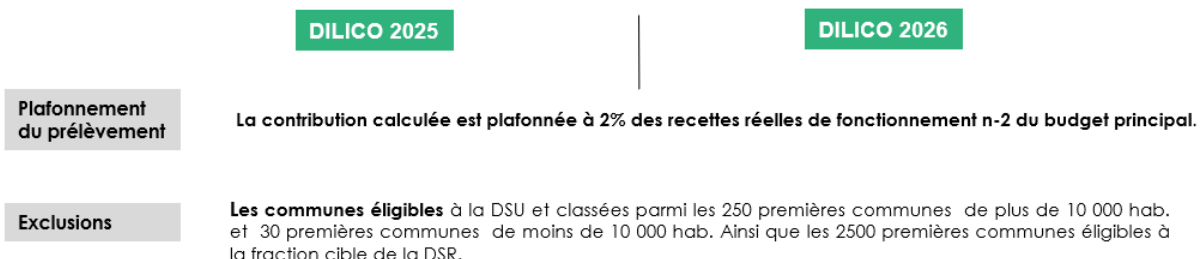 DILICO 2025
DILICO 2026
Plafonnement
du prélèvement
La contribution calculée est plafonnée à 2% des recettes réelles de fonctionnement n-2 du budget principal.
Exclusions
Les communes éligibles à la DSU et classées parmi les 250 premières communes de plus de 10 000 hab.
et 30 premières communes de moins de 10 000 hab. Ainsi que les 2500 premières communes éligibles à
la fraction cible de la DSR.